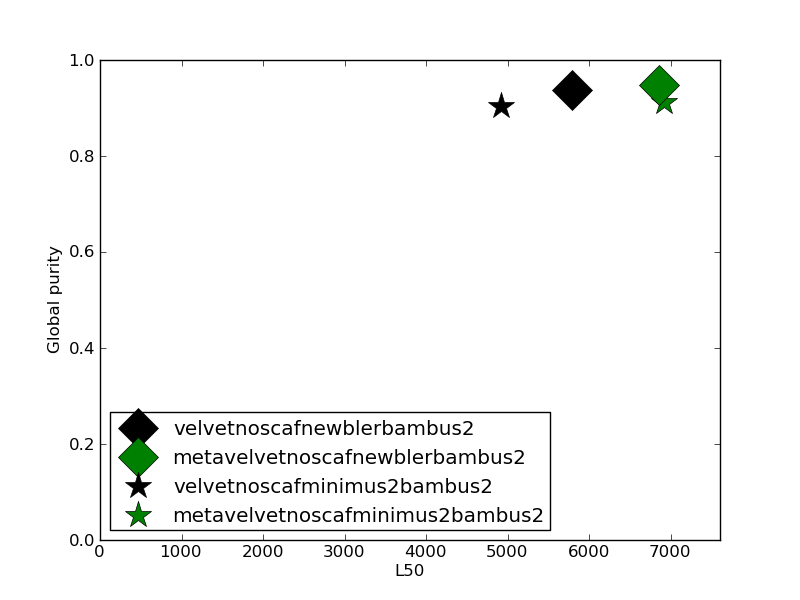 1.0
0.8
0.6
0.4
0.2
0.0
Global purity
velvetnoscafnewblerbambus2
metavelvetnoscafnewblerbambus2
velvetnoscafminimus2bambus2
metavelvetnoscafminimus2bambus2
0 1000 2000 3000 4000 5000 6000 7000
L50